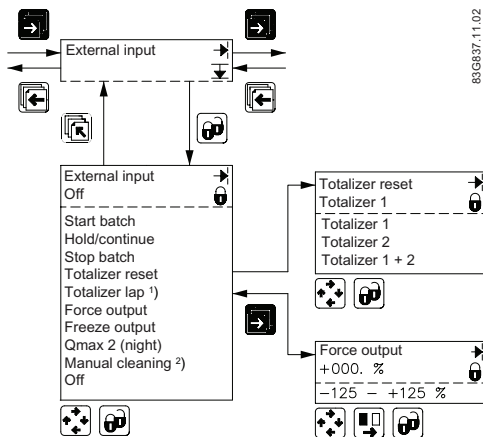 83G837.11.02
External input
External input
Off
Start batch
Hold/continue
Stop batch
Totalizer reset
Totalizer lap ¹)
Force output
Freeze output
Qmax 2 (night)
Manual cleaning ²)
Off
Totalizer reset
Totalizer 1
Totalizer 1
Totalizer 2
Totalizer 1 + 2
Force output
+000. %
−125 − +125 %